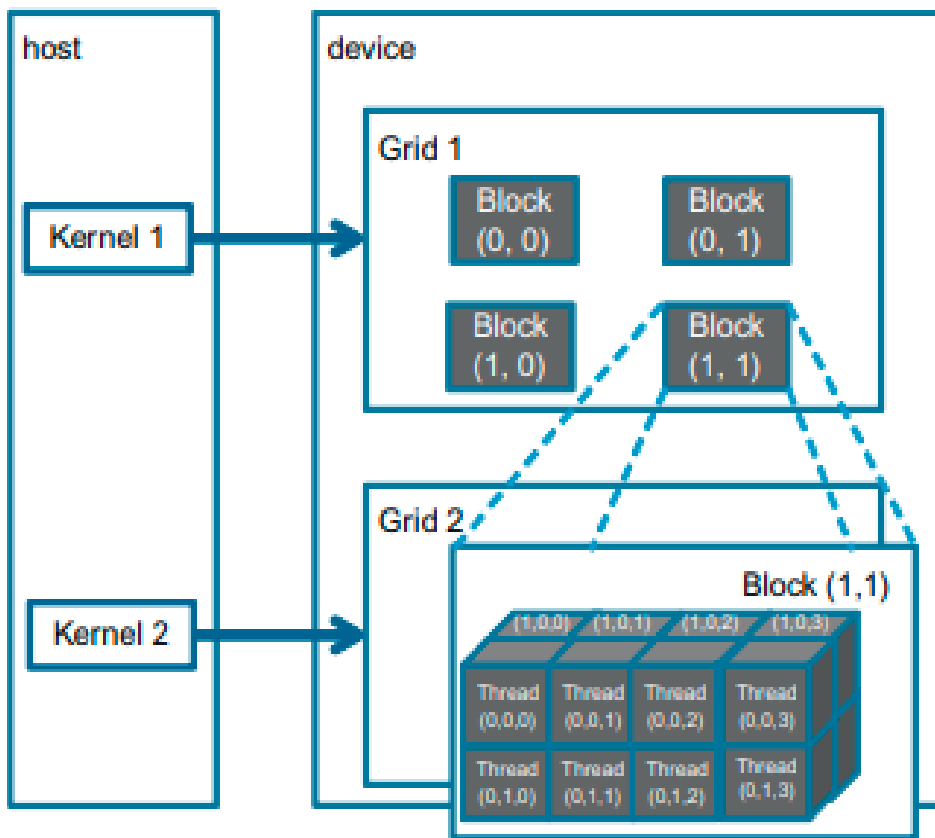 host
device
Grid 1
Kernel 1
Block
(0, 0)
Block
(0, 1)
Block
(1, 0)
Block
(1, 1)
Grid 2
Kernel 2
Block (1,1)
(1,0,0)
(1,0,1)
(1,0,2)
(1,0,3)
Thread
(0,0,0)
Thread
(0,0,1)
Thread
(0,0,2)
Thread
(0,0,3)
Thread
(0,1,0)
Thread
(0,1,1)
Thread
(0,1,2)
Thread
(0,1,3)